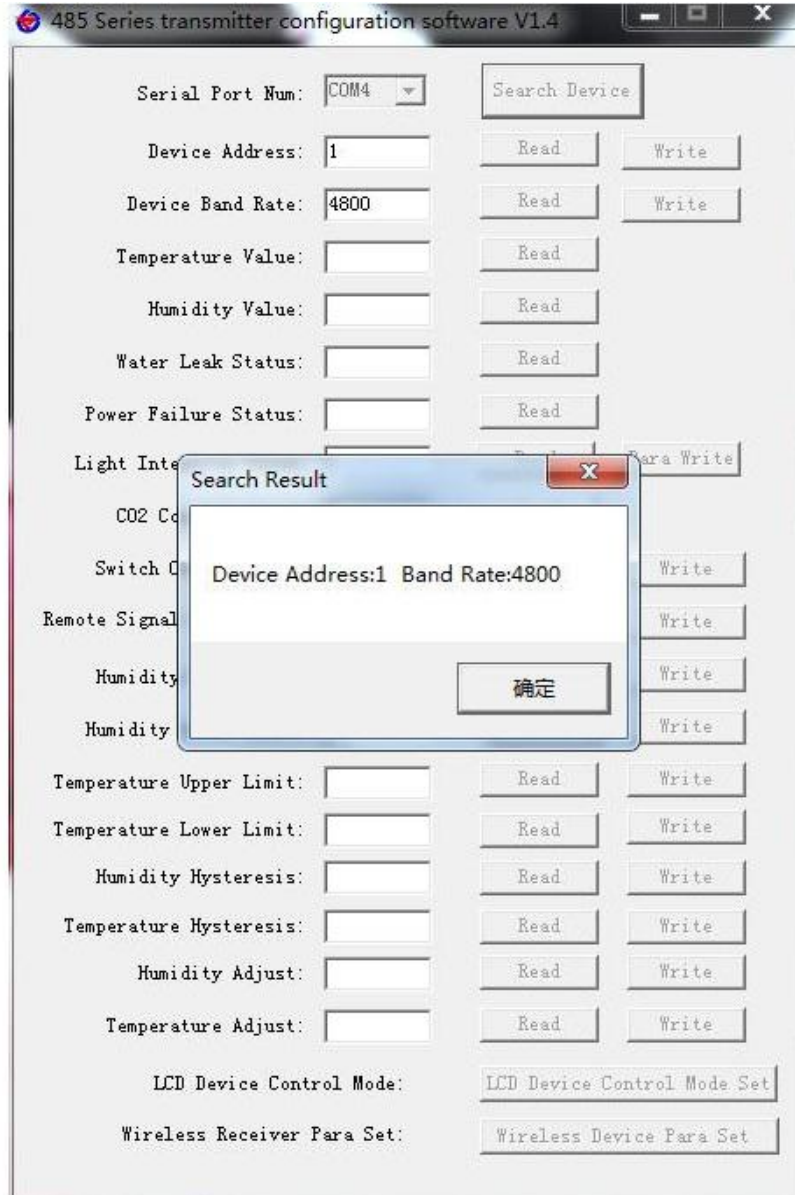 485 Series transmitter configuration software V1.4
Serial Port Num: COM4 Search Device
Device Address: 1 Read Write
Device Band Rate: 4800 Read Write
Temperature Value: Read
Humidity Value: Read
Water Leak Status: Read
Power Failure Status: Read
Light Para Write
Search Result
CO2
Switch Write
Device Address:1 Band Rate:4800
Remote Signal Write
Humidity Write
确定
Humidity Write
Temperature Upper Limit: Read Write
Temperature Lower Limit: Read Write
Humidity Hysteresis: Read Write
Temperature Hysteresis: Read Write
Humidity Adjust: Read Write
Temperature Adjust: Read Write
LCD Device Control Mode: LCD Device Control Mode Set
Wireless Receiver Para Set: Wireless Device Para Set